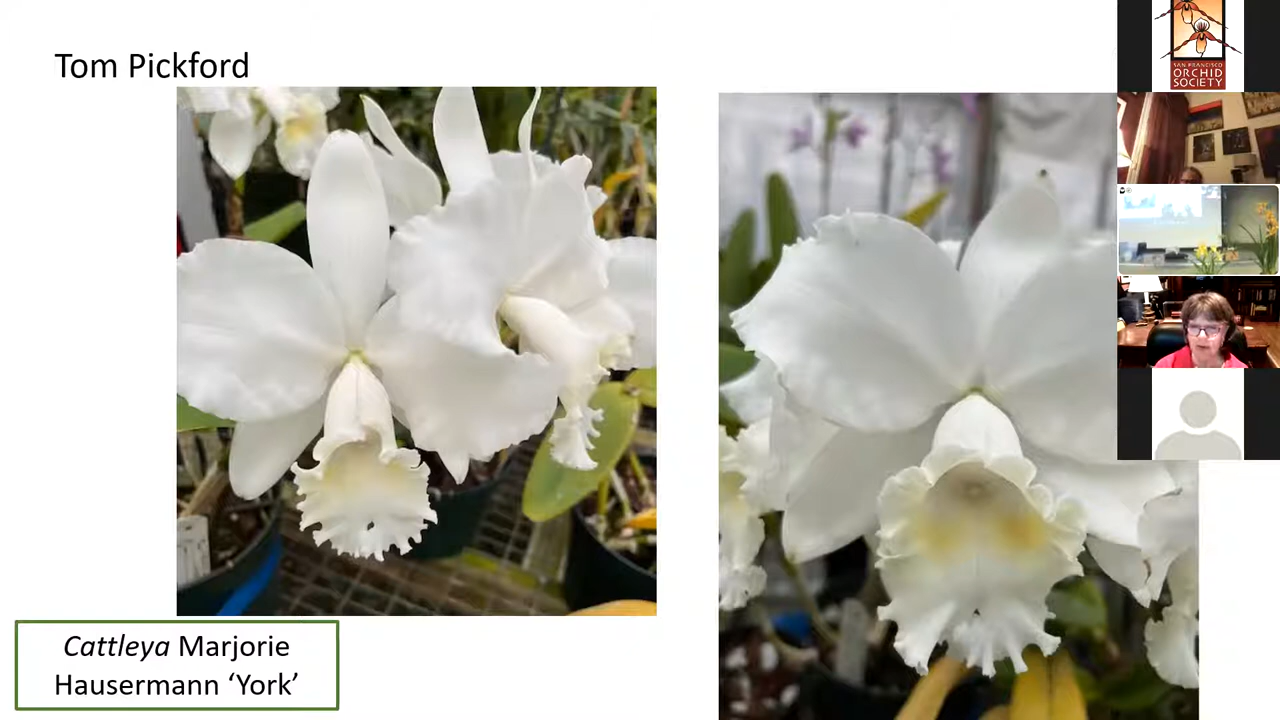 Tom Pickford
SAN FRANCISCO
ORCHID
SOCIETY
Cattleya Marjorie
Hausermann ‘York’